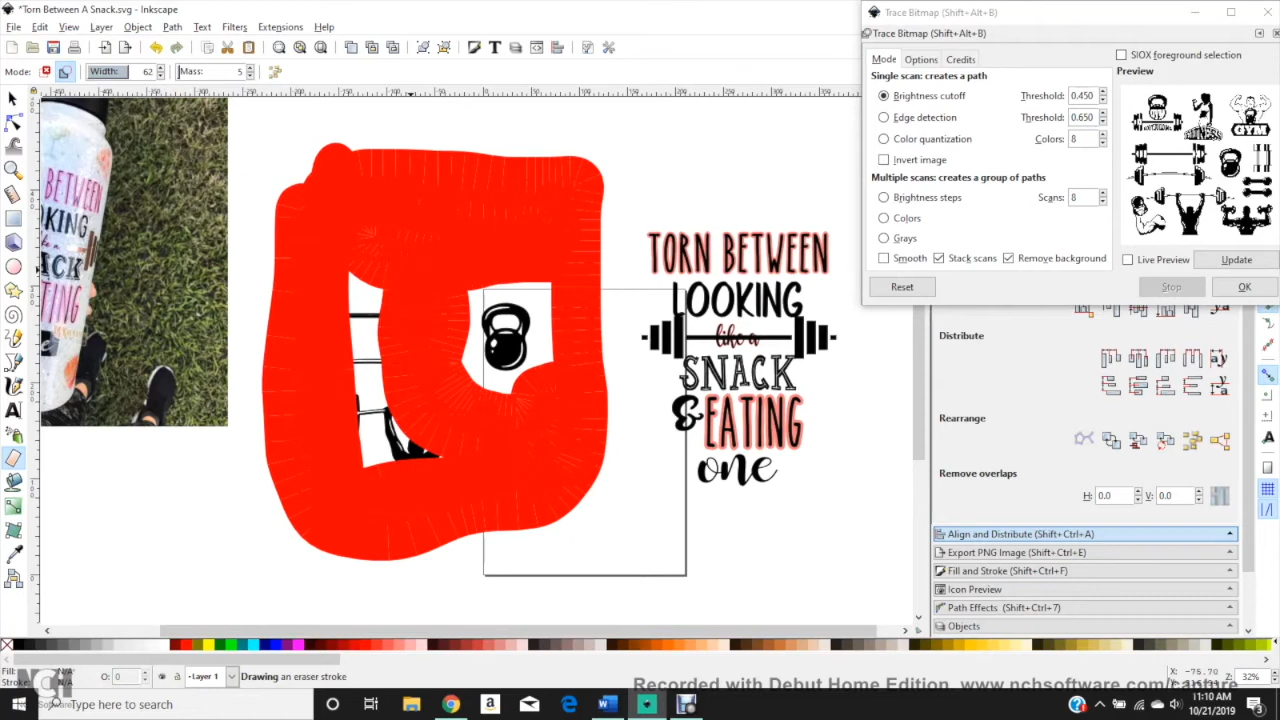 *Torn Between A Snack.svg - Inkscape
File Edit View Layer Object Path Text Filters Extensions Help
Mode: Width: 62 Mass: 5
Trace Bitmap (Shift+Alt+B)
Trace Bitmap (Shift+Alt+B)
Mode Options Credits
SIOX foreground selection
Single scan: creates a path
Preview
Brightness cutoff Threshold: 0.450
Edge detection Threshold: 0.650
Color quantization Colors: 8
Invert image
Multiple scans: creates a group of paths
Brightness steps Scans: 8
Colors
Grays
Smooth Stack scans Remove background
Live Preview Update
Reset Stop OK
GYM
BETWEEN
TORN BETWEEN
LOOKING
like a
SNACK
& EATING
one
Distribute
Rearrange
Remove overlaps
H: 0.0 V: 0.0
Align and Distribute (Shift+Ctrl+A)
Export PNG Image (Shift+Ctrl+E)
Fill and Stroke (Shift+Ctrl+F)
Icon Preview
Path Effects (Shift+Ctrl+7)
Objects
Fill: N/A
Stroke: N/A
O: 0
-Layer 1
Drawing an eraser stroke
X: -75.70
Z: 32%
NCH
Recorded with Debut Home Edition. www.nchsoftware.com/capture
Type here to search
11:10 AM
10/21/2019